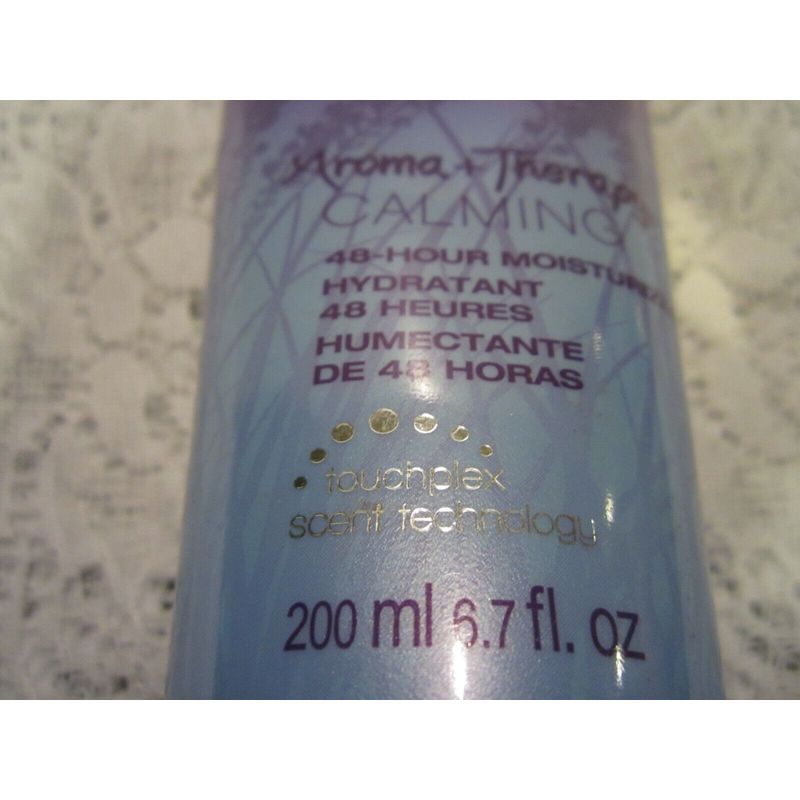 Aroma + Therapy
CALMING
48-HOUR
HYDRATANT
48 HEURES
HUMECTANTE
DE 48 HORAS
touchplex
scent technology
200 ml 6.7 fl. oz